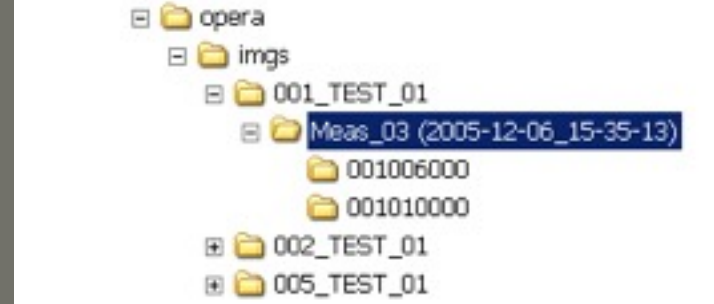 opera
imgs
001_TEST_01
Meas_03 (2005-12-06_15-35-13)
001006000
001010000
002_TEST_01
005_TEST_01